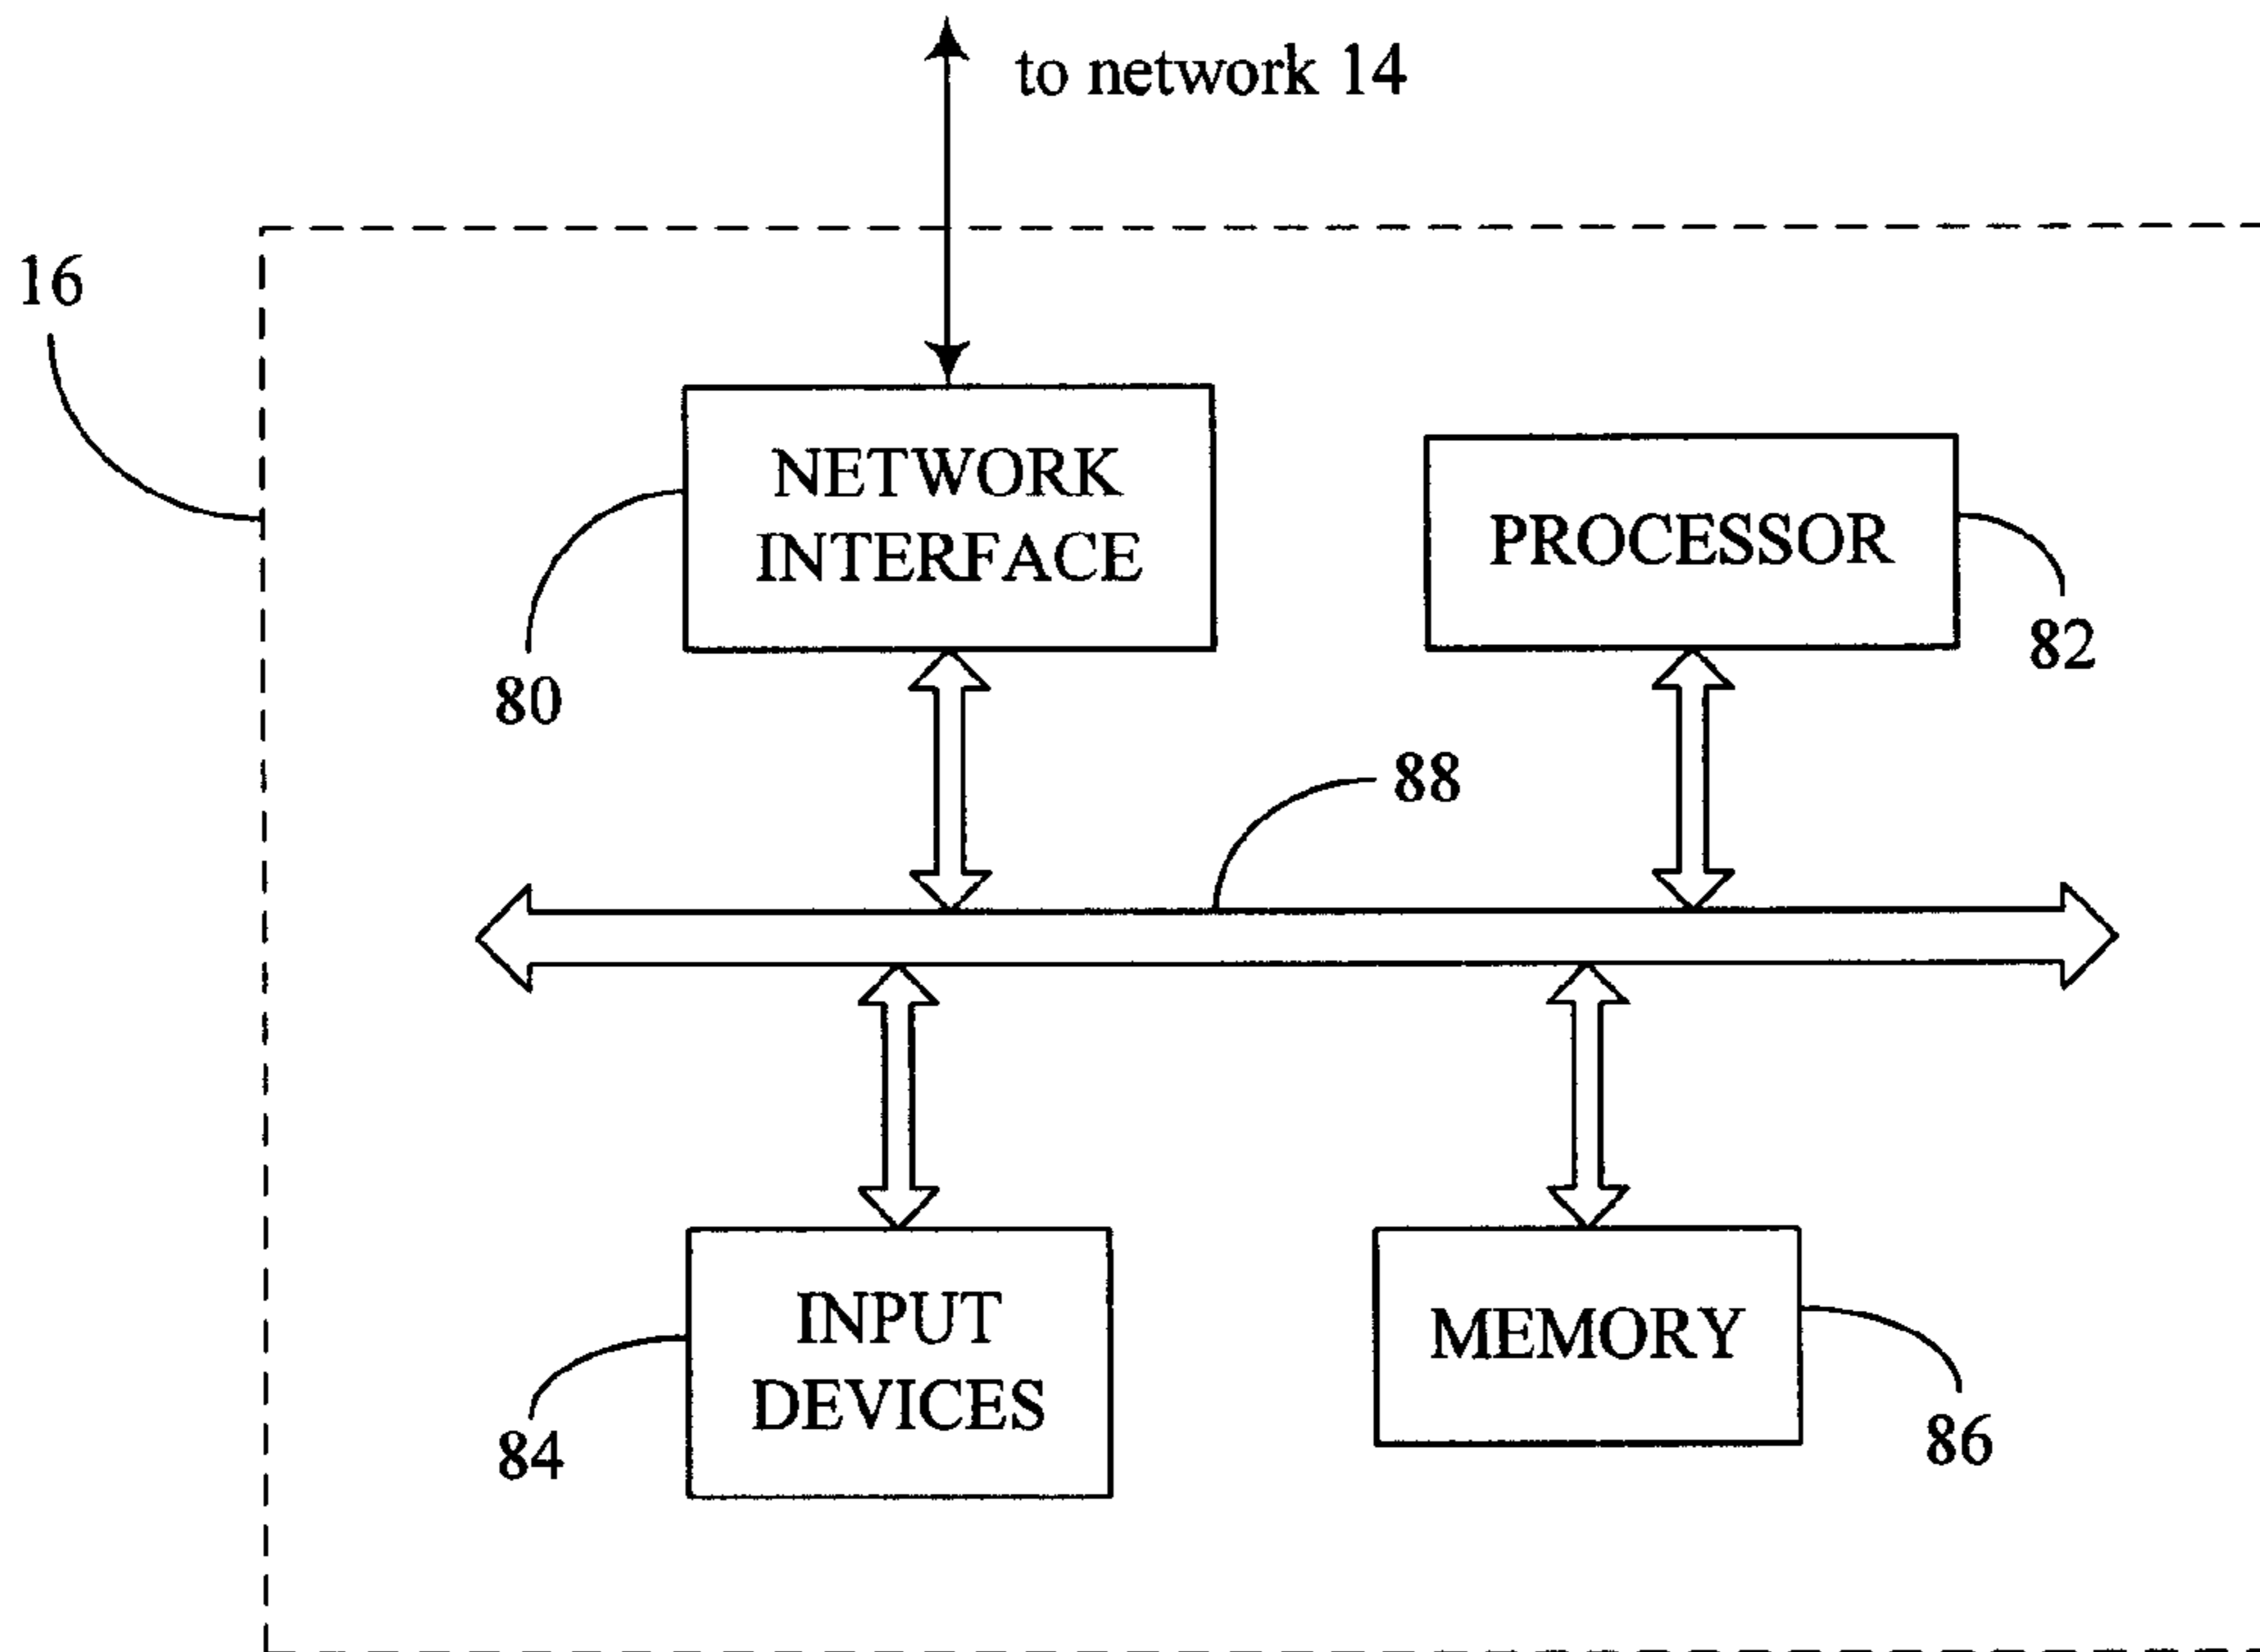 to network 14
16
NETWORK
INTERFACE
PROCESSOR
82
80
88
INPUT
DEVICES
MEMORY
84
86